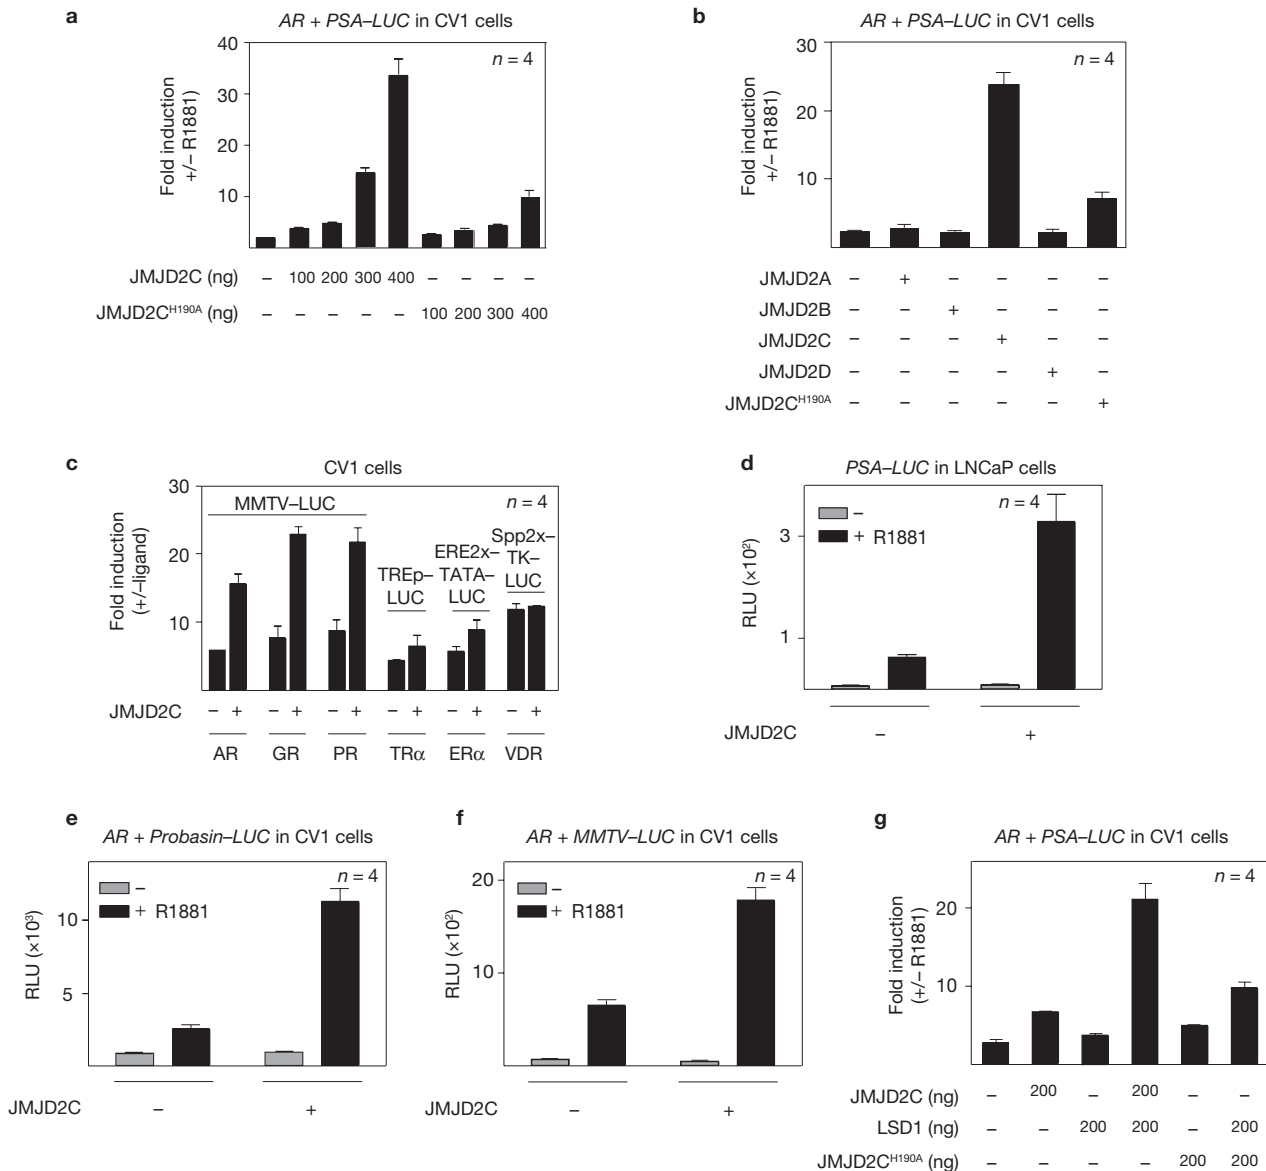 a
AR + PSA–LUC in CV1 cells
n = 4
Fold induction
+/– R1881)
40
30
20
10
JMJD2C (ng) – 100 200 300 400 – – – –
JMJD2C^H190A (ng) – – – – – 100 200 300 400
b
AR + PSA–LUC in CV1 cells
n = 4
Fold induction
+/– R1881)
30
20
10
JMJD2A – + – – – –
JMJD2B – – + – – –
JMJD2C – – – + – –
JMJD2D – – – – + –
JMJD2C^H190A – – – – – +
c
CV1 cells
n = 4
Fold induction
(+/–ligand)
30
20
10
MMTV–LUC
TREp–
LUC
ERE2x–
TATA–
LUC
Spp2x–
TK–
LUC
JMJD2C – + – + – + – + – + – +
AR GR PR TRα ERα VDR
d
PSA–LUC in LNCaP cells
n = 4
–
+ R1881
RLU (×10²)
3
1
JMJD2C – +
e
AR + Probasin–LUC in CV1 cells
n = 4
–
+ R1881
RLU (×10³)
10
5
JMJD2C – +
f
AR + MMTV–LUC in CV1 cells
n = 4
–
+ R1881
RLU (×10²)
20
10
JMJD2C – +
g
AR + PSA–LUC in CV1 cells
n = 4
Fold induction
(+/– R1881)
20
10
JMJD2C (ng) – 200 – 200 – –
LSD1 (ng) – – 200 200 – 200
JMJD2C^H190A (ng) – – – – 200 200